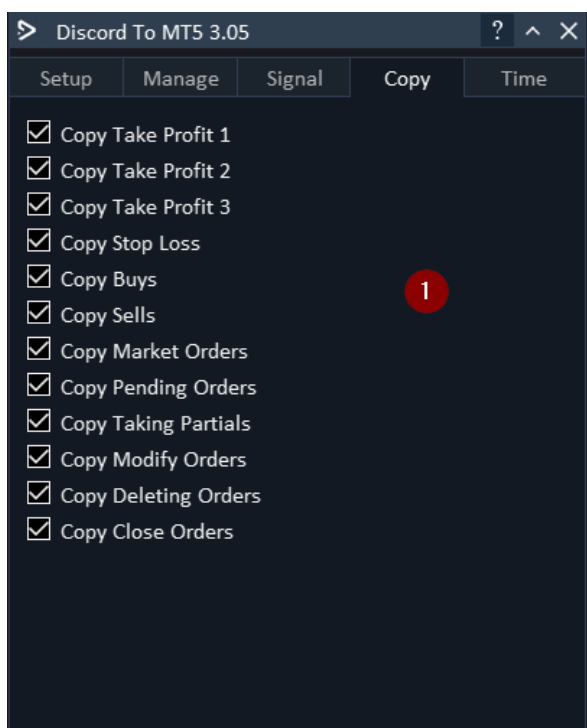 Discord To MT5 3.05 ?
Setup Manage Signal Copy Time
Copy Take Profit 1
Copy Take Profit 2
Copy Take Profit 3
Copy Stop Loss
Copy Buys
1
Copy Sells
Copy Market Orders
Copy Pending Orders
Copy Taking Partials
Copy Modify Orders
Copy Deleting Orders
Copy Close Orders